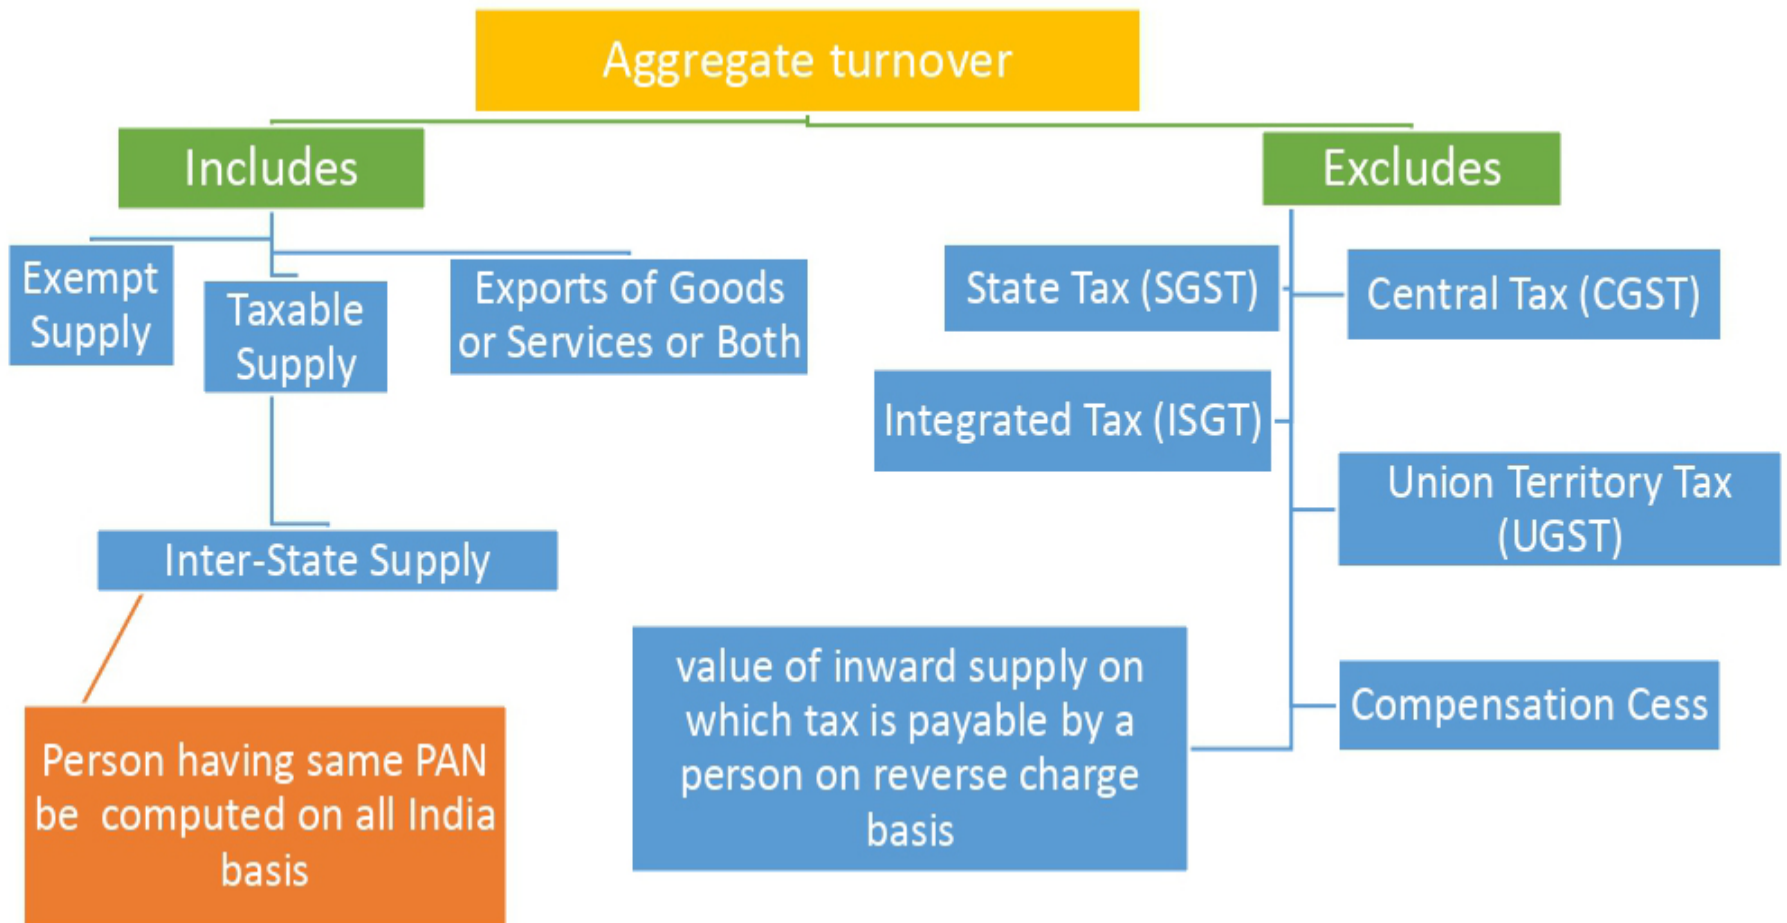 Aggregate turnover
Includes
Excludes
Exempt
Supply
Taxable
Supply
Exports of Goods
or Services or Both
State Tax (SGST)
Central Tax (CGST)
Integrated Tax (ISGT)
Union Territory Tax
(UGST)
Inter-State Supply
value of inward supply on
which tax is payable by a
person on reverse charge
basis
Compensation Cess
Person having same PAN
be computed on all India
basis